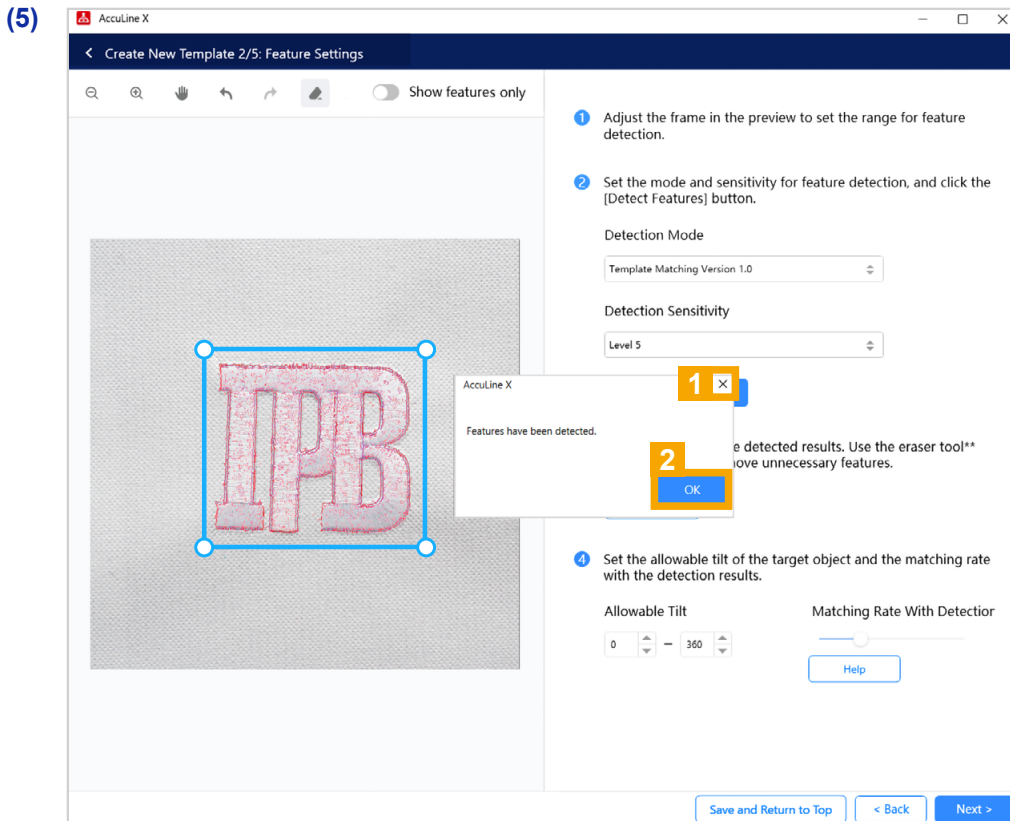 (5)
AccuLine X
Create New Template 2/5: Feature Settings
Show features only
1 Adjust the frame in the preview to set the range for feature
detection.
2 Set the mode and sensitivity for feature detection, and click the
[Detect Features] button.
Detection Mode
Template Matching Version 1.0
Detection Sensitivity
Level 5
IPB
AccuLine X
1
Features have been detected.
e detected results. Use the eraser tool**
ove unnecessary features.
2
OK
4 Set the allowable tilt of the target object and the matching rate
with the detection results.
Allowable Tilt
Matching Rate With Detection
0 – 360
Help
Save and Return to Top
< Back
Next >